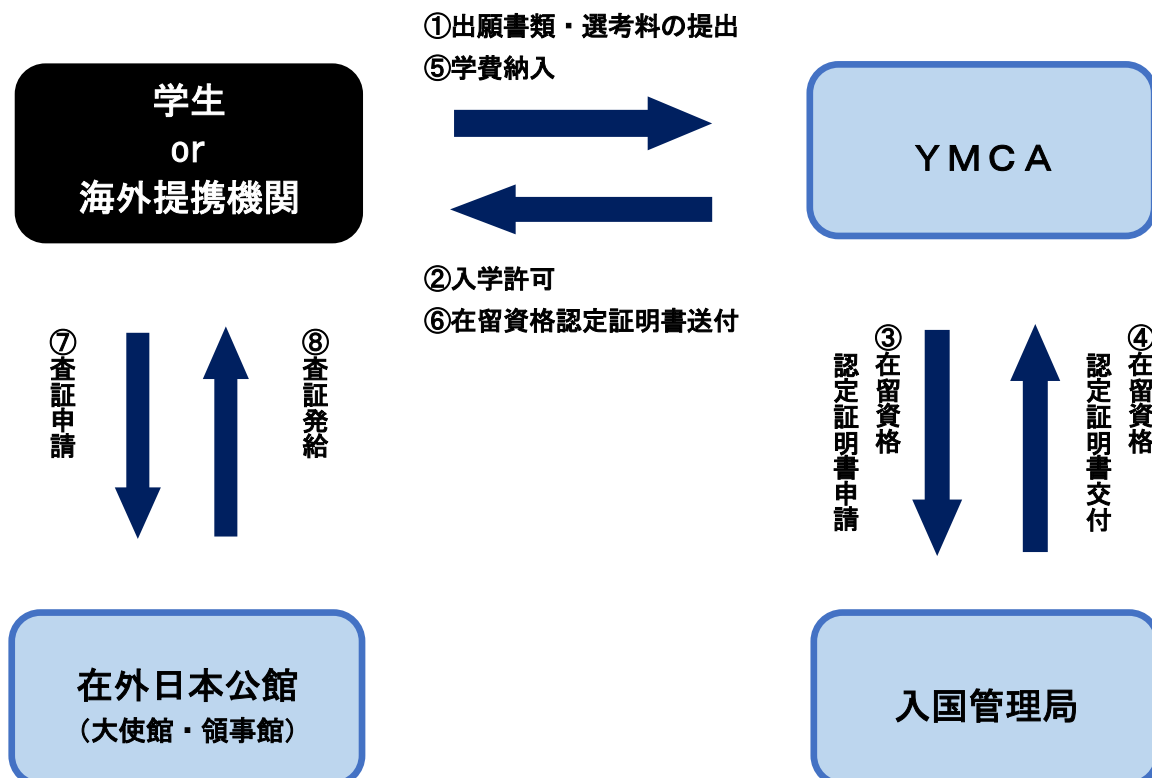 ①出願書類・選考料の提出
⑤学費納入
学生
or
海外提携機関
ＹＭＣＡ
②入学許可
⑥在留資格認定証明書送付
⑦査証申請
⑧査証発給
③在留資格
認定証明書申請
④在留資格
認定証明書交付
在外日本公館
（大使館・領事館）
入国管理局